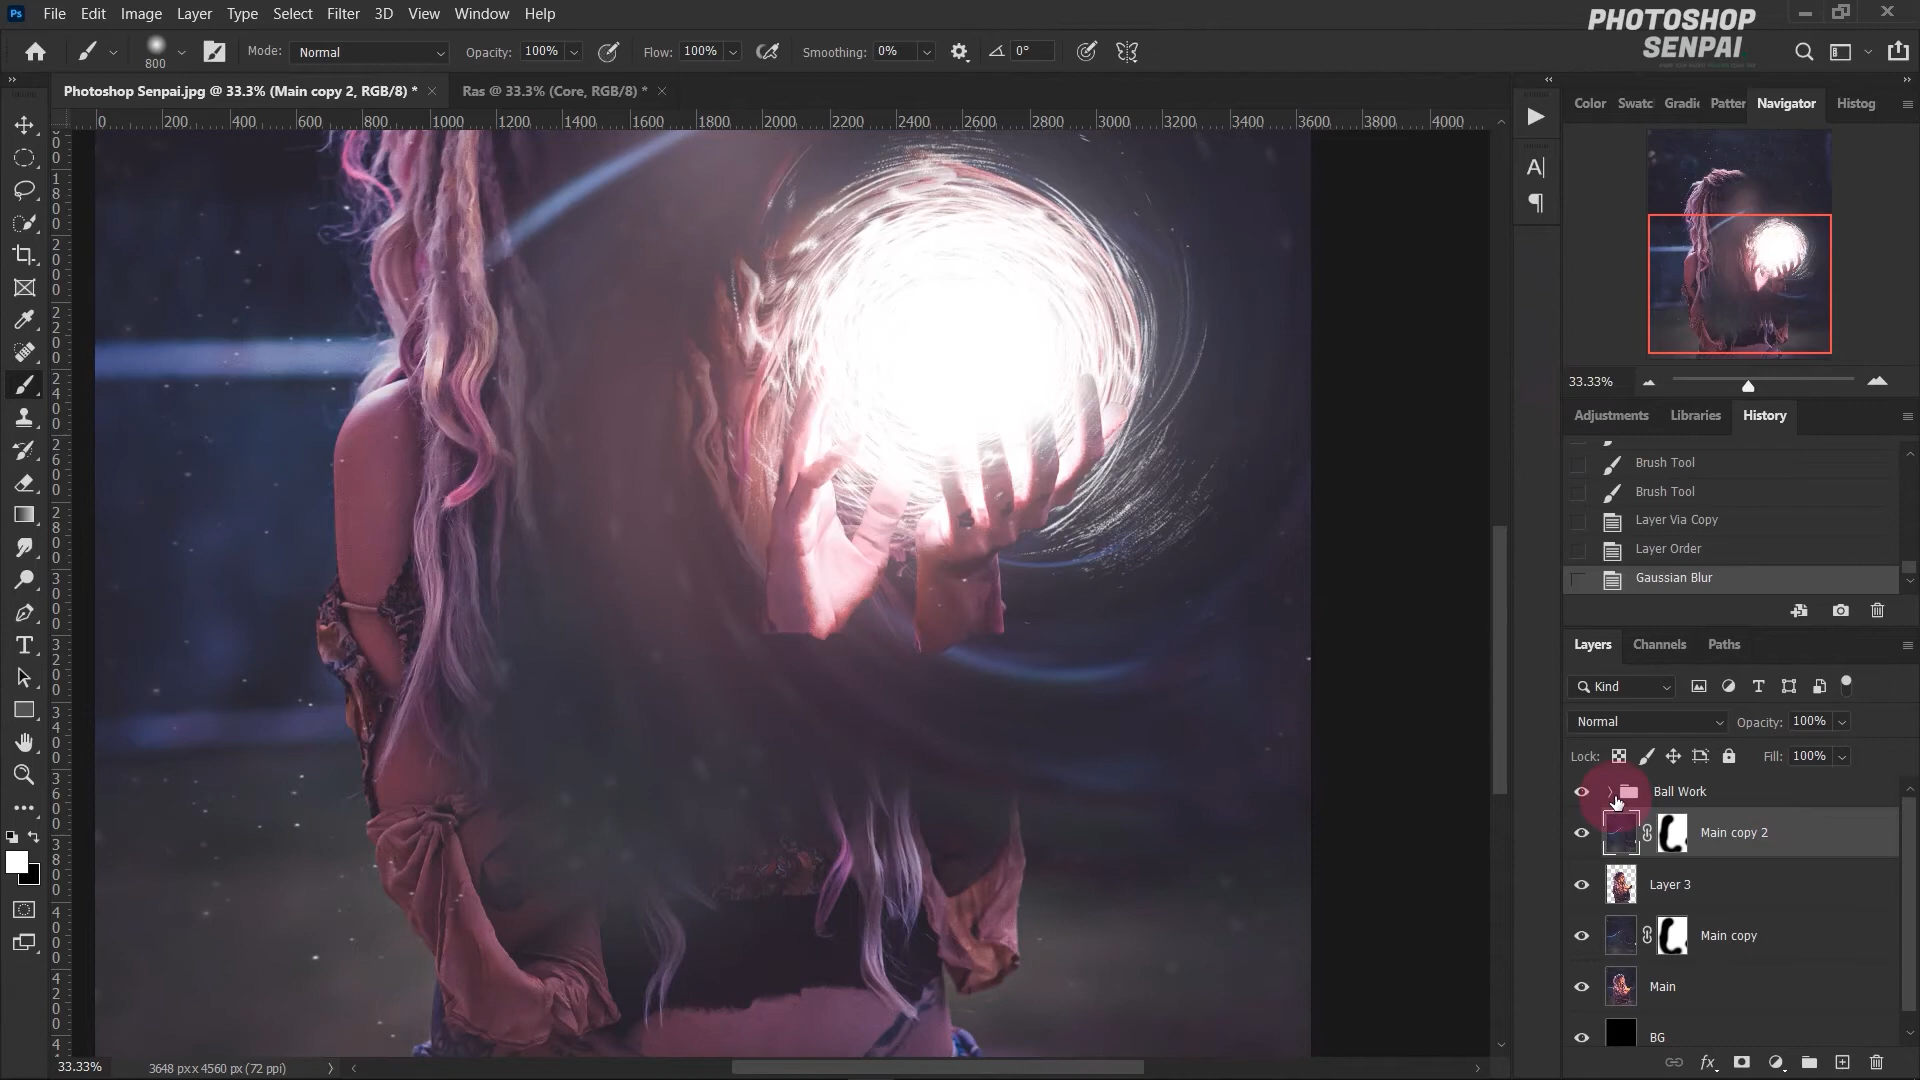 Ps File Edit Image Layer Type Select Filter 3D View Window Help
PHOTOSHOP
SENPAI
800 Mode: Normal Opacity: 100% Flow: 100% Smoothing: 0% 0°
Photoshop Senpai.jpg @ 33.3% (Main copy 2, RGB/8) * Ras @ 33.3% (Core, RGB/8) *
0 200 400 600 800 1000 1200 1400 1600 1800 2000 2200 2400 2600 2800 3000 3200 3400 3600 3800 4000
Color Swatc Gradi Patter Navigator Histog
33.33%
Adjustments Libraries History
Brush Tool
Brush Tool
Layer Via Copy
Layer Order
Gaussian Blur
Layers Channels Paths
Kind
Normal Opacity: 100%
Lock: Fill: 100%
Ball Work
Main copy 2
Layer 3
Main copy
Main
BG
33.33% 3648 px x 4560 px (72 ppi)